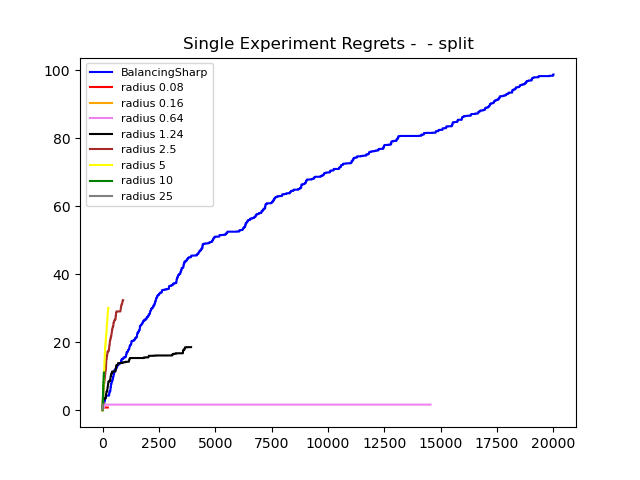 Single Experiment Regrets -  - split
100
80
60
40
20
0
BalancingSharp
radius 0.08
radius 0.16
radius 0.64
radius 1.24
radius 2.5
radius 5
radius 10
radius 25
0 2500 5000 7500 10000 12500 15000 17500 20000